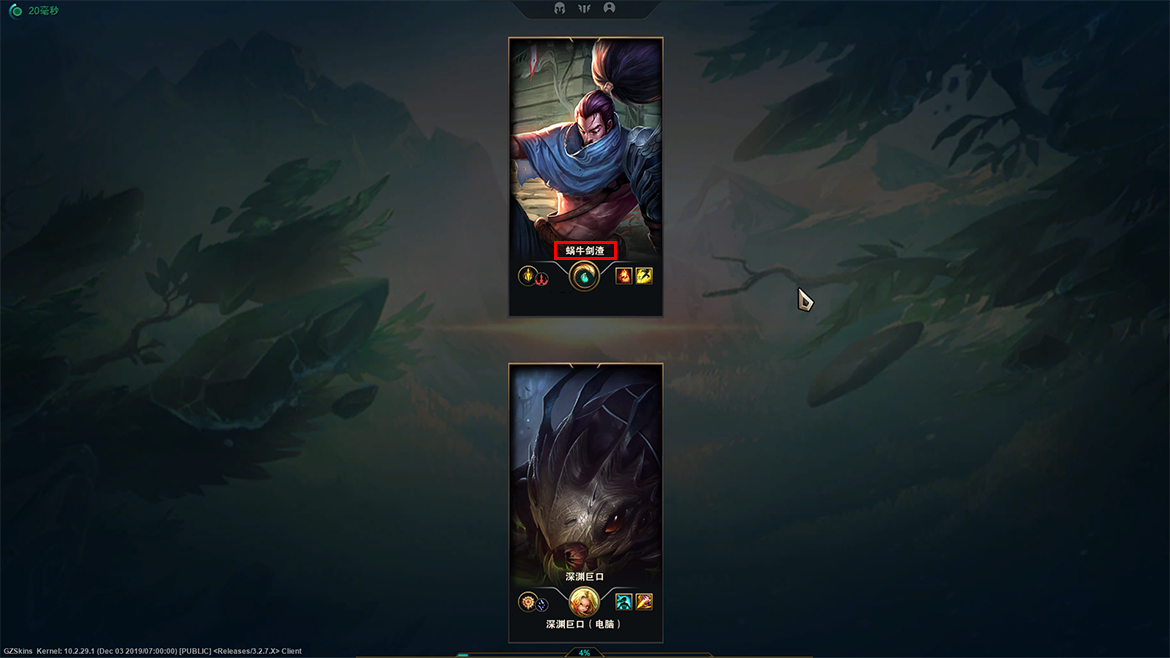 20毫秒
蜗牛剑渣
深渊巨口
深渊巨口（电脑）
GZSkins Kernel: 10.2.29.1 (Dec 03 2019/07:00:00) [PUBLIC] <Releases/3.2.7.X> Client
4%